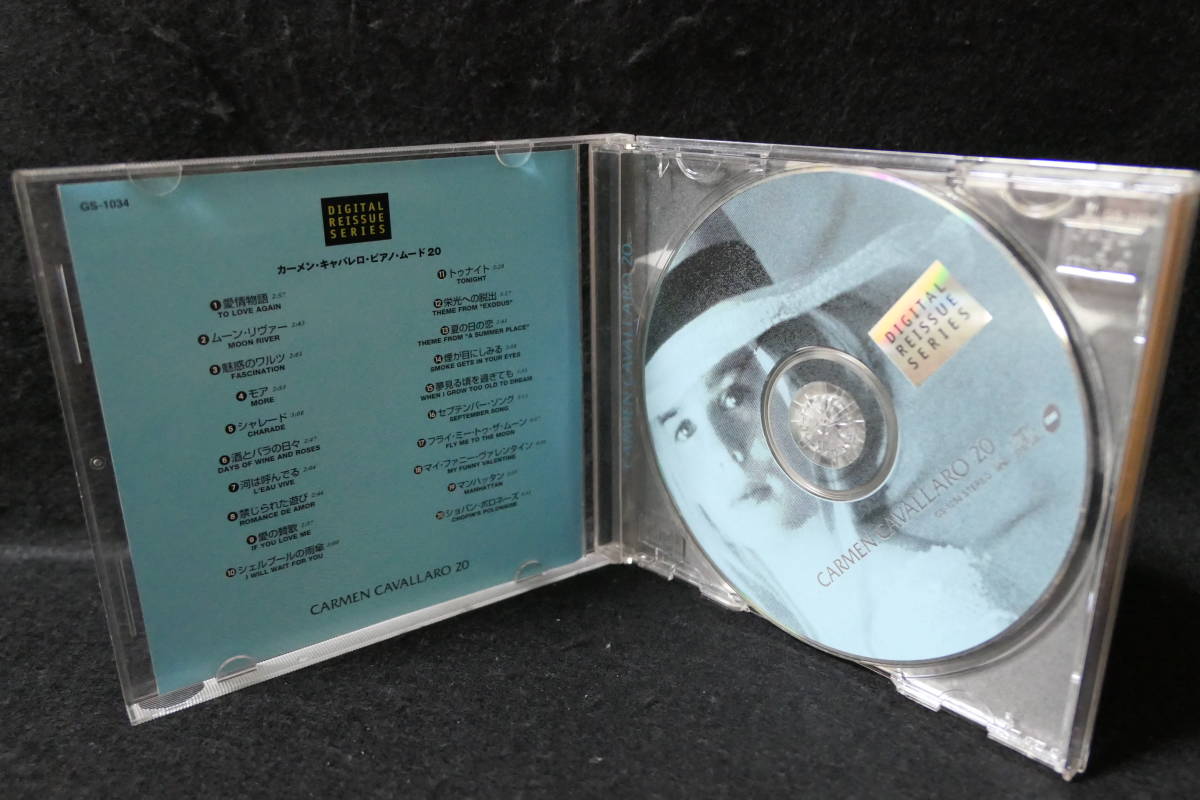 GS-1034
DIGITAL
REISSUE
SERIES
カーメン・キャバレロ・ピアノ・ムード20
1 愛情物語 2:57
TO LOVE AGAIN
2 ムーン・リヴァー 2:43
MOON RIVER
3 魅惑のワルツ
FASCINATION
4 モア
MORE
5 シャレード
CHARADE
6 酒とバラの日々 2:47
DAYS OF WINE AND ROSES
7 河は呼んでる
L'EAU VIVE
8 禁じられた遊び
ROMANCE DE AMOR
9 愛の賛歌
IF YOU LOVE ME
10 シェルブールの雨傘
I WILL WAIT FOR YOU
11 トゥナイト
TONIGHT
12 栄光への脱出
THEME FROM "EXODUS"
13 夏の日の恋
THEME FROM "A SUMMER PLACE"
14 煙が目にしみる
SMOKE GETS IN YOUR EYES
15 夢見る頃を過ぎても
WHEN I GROW TOO OLD TO DREAM
16 セプテンバー・ソング
SEPTEMBER SONG
17 フライ・ミー・トゥ・ザ・ムーン
FLY ME TO THE MOON
18 マイ・ファニー・ヴァレンタイン
MY FUNNY VALENTINE
19 マンハッタン
MANHATTAN
20 ショパン・ポロネーズ
CHOPIN'S POLONAISE
CARMEN CAVALLARO 20
CARMEN CAVALLARO 20
DIGITAL
REISSUE
SERIES
CARMEN CAVALLARO 20
GS-1034 STEREO